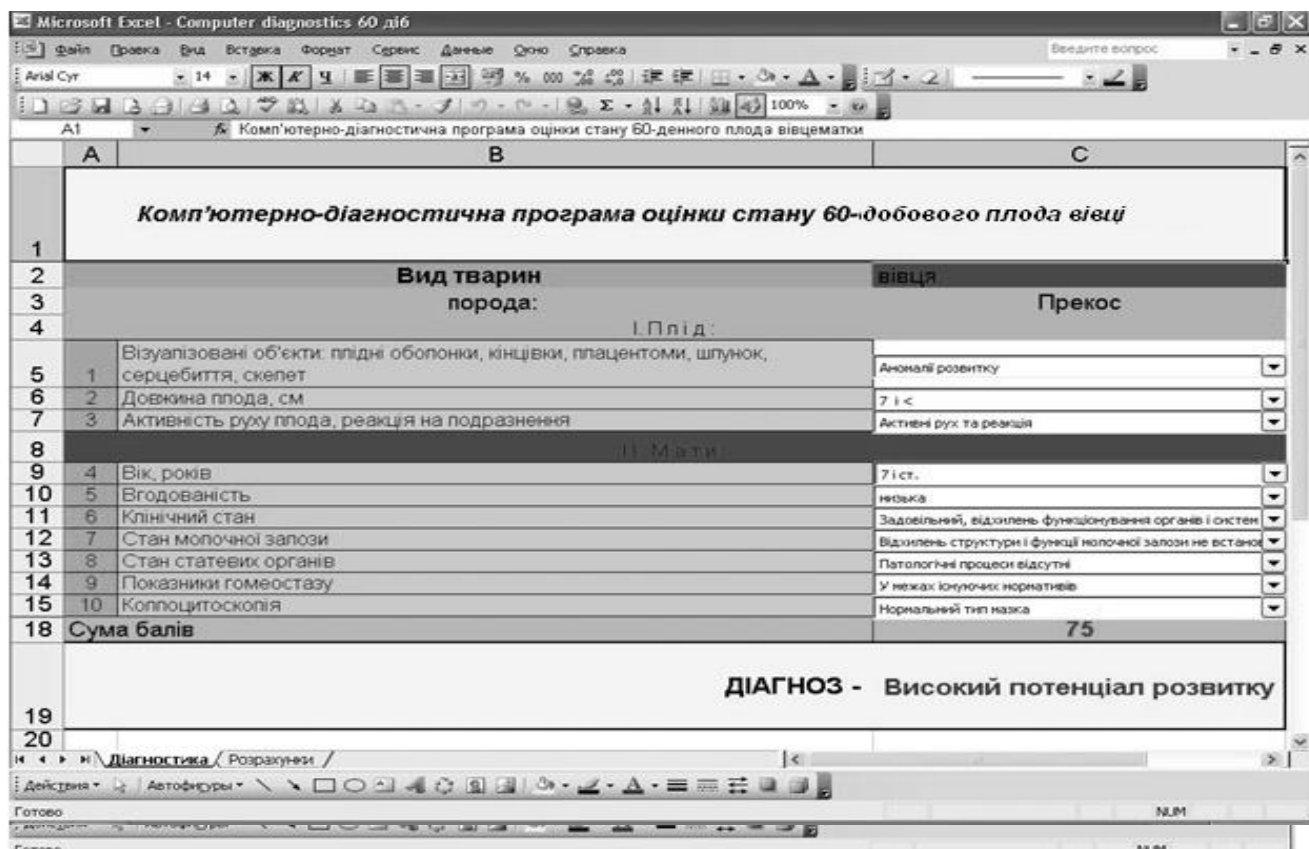 Microsoft Excel - Computer diagnostics 60 діб
Файл Правка Вид Вставка Формат Сервис Данные Окно Справка Введите вопрос
Arial Cyr 14 Ж К Ч % 000
Σ 100%
A1 fx Комп'ютерно-діагностична програма оцінки стану 60-денного плода вівцематки
A B C
1 Комп'ютерно-діагностична програма оцінки стану 60-добового плода вівці
2 Вид тварин вівця
3 порода: Прекос
4 І.Плід:
5 1 Візуалізовані об'єкти: плідні оболонки, кінцівки, плацентоми, шлунок,
серцебиття, скелет Аномалії розвитку
6 2 Довжина плода, см 7 і <
7 3 Активність руху плода, реакція на подразнення Активні рух та реакція
8 ІІ.Мати:
9 4 Вік, років 7 і ст.
10 5 Вгодованість низька
11 6 Клінічний стан Задовільний, відхилень функціонування органів і систем
12 7 Стан молочної залози Відхилень структури і функції молочної залози не встанов
13 8 Стан статевих органів Патологічні процеси відсутні
14 9 Показники гомеостазу У межах існуючих нормативів
15 10 Кольпоцитоскопія Нормальний тип мазка
18 Сума балів 75
19 ДІАГНОЗ - Високий потенціал розвитку
20
Діагностика Розрахунки
Действия Автофигуры
Готово NUM